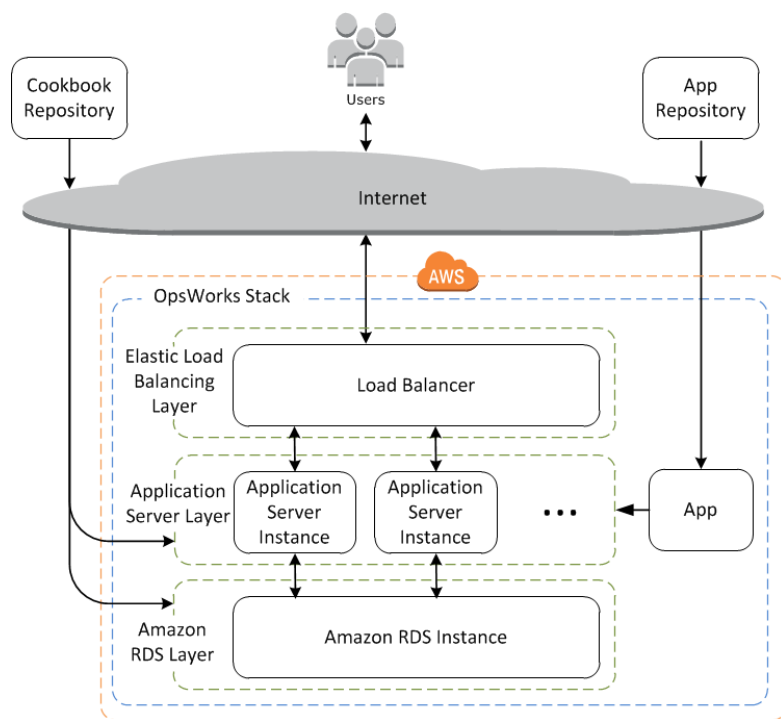 Users
Cookbook
Repository
App
Repository
Internet
AWS
OpsWorks Stack
Elastic Load
Balancing
Layer
Load Balancer
Application
Server Layer
Application
Server
Instance
Application
Server
Instance
...
App
Amazon
RDS Layer
Amazon RDS Instance